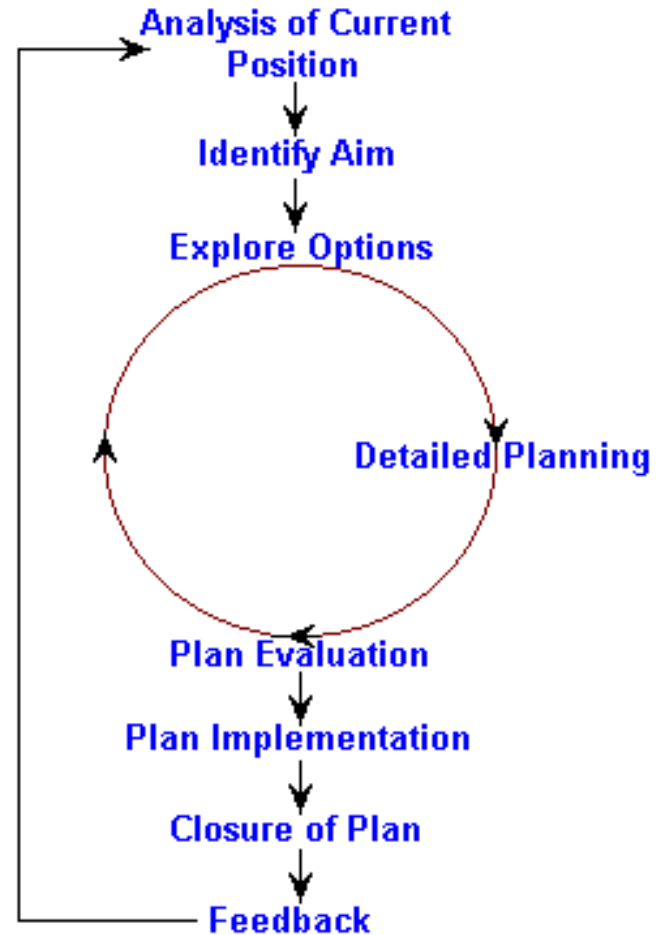 Analysis of Current
Position
Identify Aim
Explore Options
Detailed Planning
Plan Evaluation
Plan Implementation
Closure of Plan
Feedback